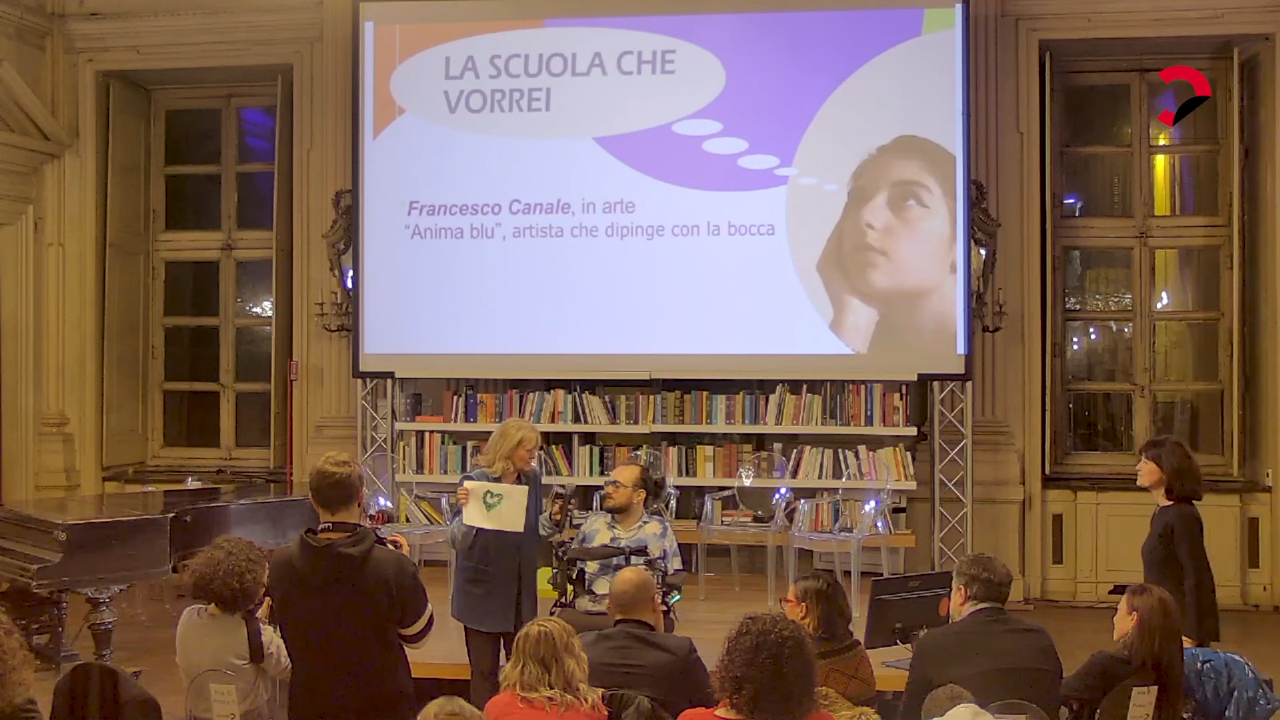 LA SCUOLA CHE
VORREI
Francesco Canale, in arte
“Anima blu”, artista che dipinge con la bocca